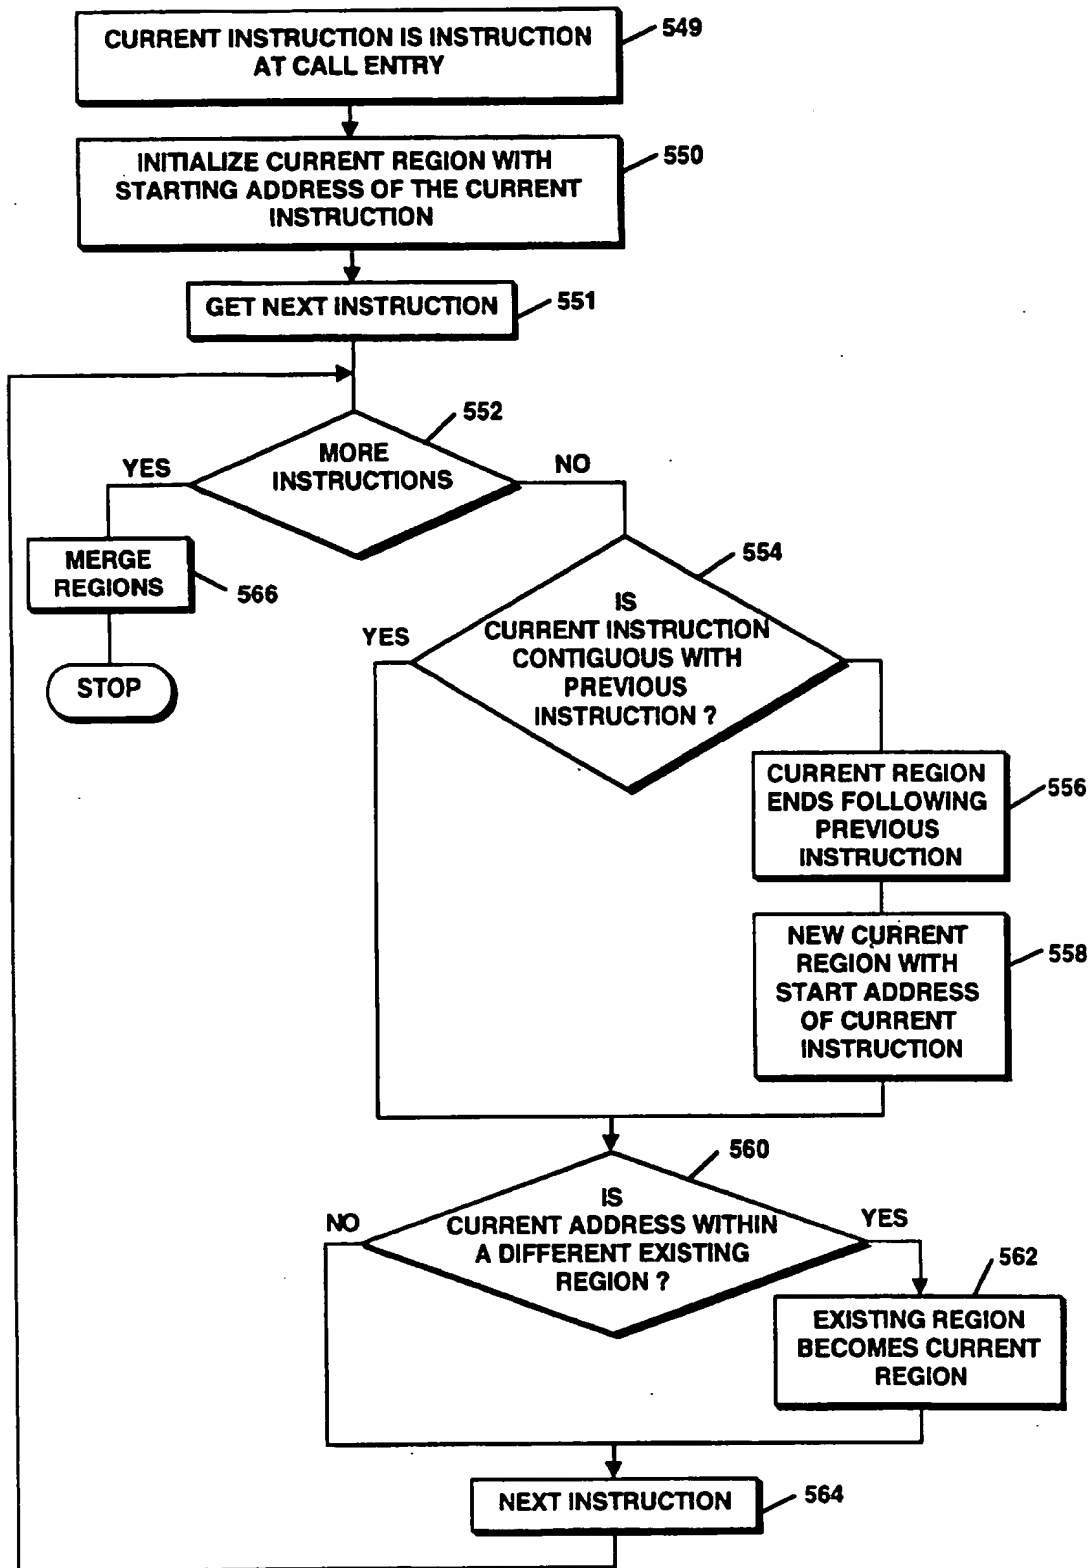 CURRENT INSTRUCTION IS INSTRUCTION
AT CALL ENTRY
549
INITIALIZE CURRENT REGION WITH
STARTING ADDRESS OF THE CURRENT
INSTRUCTION
550
GET NEXT INSTRUCTION
551
552
MORE
INSTRUCTIONS
YES
NO
MERGE
REGIONS
566
STOP
554
IS
CURRENT INSTRUCTION
CONTIGUOUS WITH
PREVIOUS
INSTRUCTION ?
YES
CURRENT REGION
ENDS FOLLOWING
PREVIOUS
INSTRUCTION
556
NEW CURRENT
REGION WITH
START ADDRESS
OF CURRENT
INSTRUCTION
558
560
IS
CURRENT ADDRESS WITHIN
A DIFFERENT EXISTING
REGION ?
NO
YES
562
EXISTING REGION
BECOMES CURRENT
REGION
NEXT INSTRUCTION
564